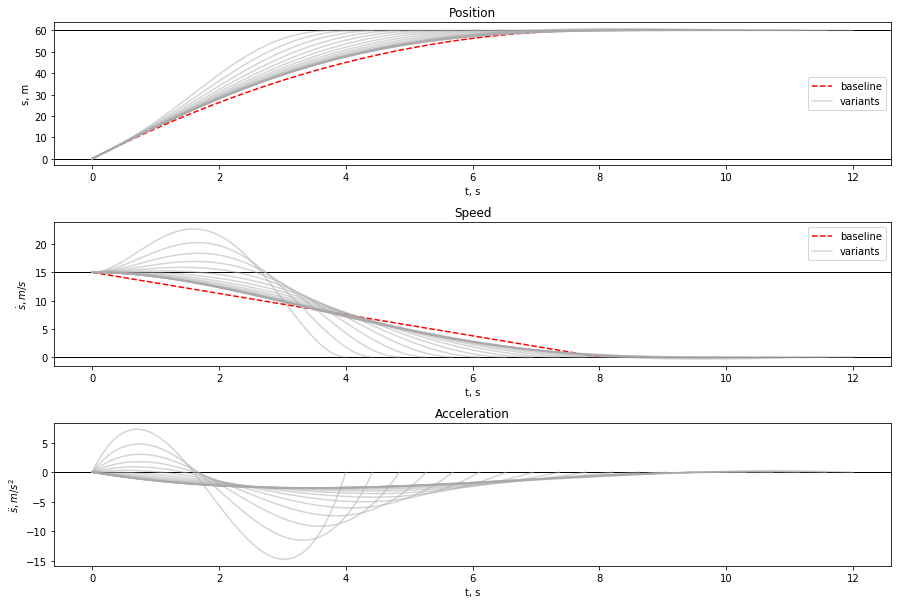 Position
s, m
60
50
40
30
20
10
0
baseline
variants
0 2 4 6 8 10 12
t, s
Speed
ṡ, m/s
20
15
10
5
0
baseline
variants
0 2 4 6 8 10 12
t, s
Acceleration
s̈, m/s²
5
0
−5
−10
−15
0 2 4 6 8 10 12
t, s